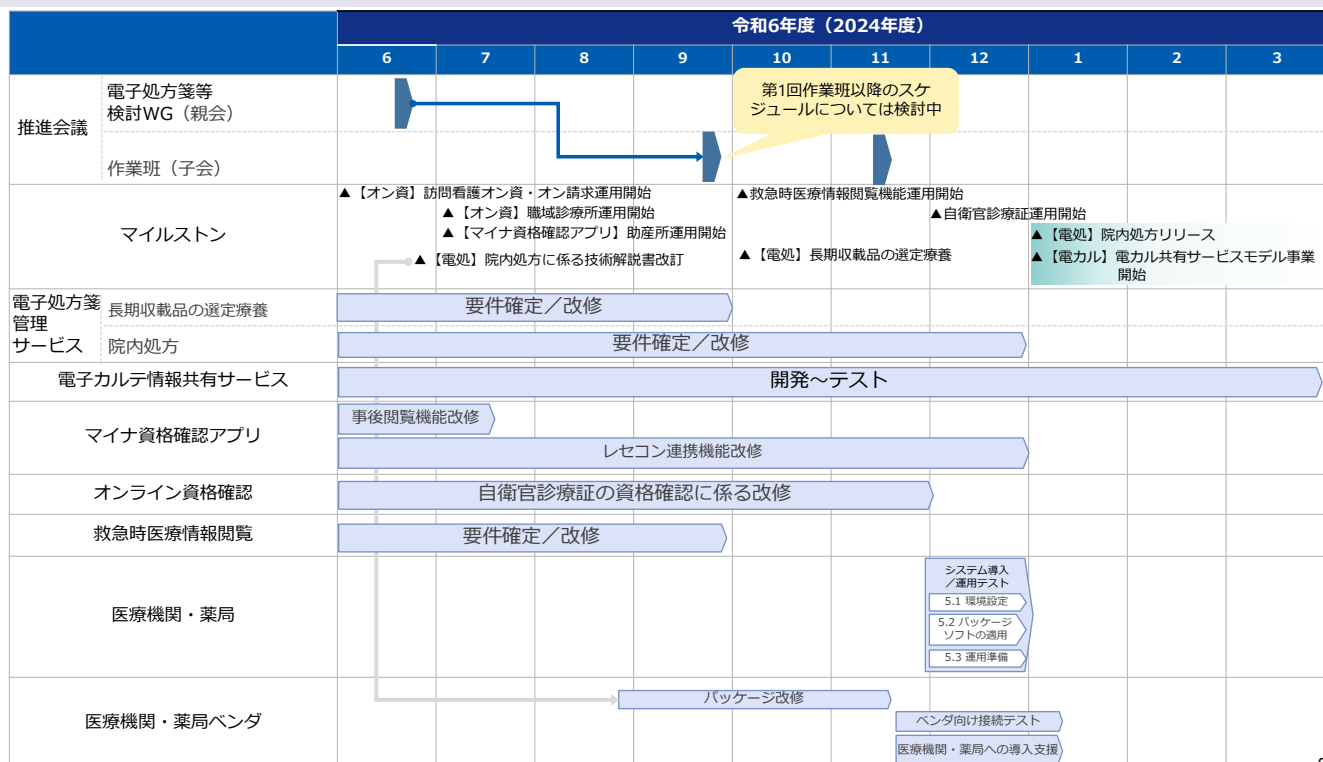 令和6年度（2024年度）
6 7 8 9 10 11 12 1 2 3
推進会議
電子処方箋等
検討WG（親会）
作業班（子会）
第1回作業班以降のスケ
ジュールについては検討中
マイルストン
▲【オン資】訪問看護オン資・オン請求運用開始
▲【オン資】職域診療所運用開始
▲【マイナ資格確認アプリ】助産所運用開始
▲【電処】院内処方に係る技術解説書改訂
▲救急時医療情報閲覧機能運用開始
▲自衛官診療証運用開始
▲【電処】長期収載品の選定療養
▲【電処】院内処方リリース
▲【電カル】電カル共有サービスモデル事業
開始
電子処方箋
管理
サービス
長期収載品の選定療養
要件確定／改修
院内処方
要件確定／改修
電子カルテ情報共有サービス
開発～テスト
マイナ資格確認アプリ
事後閲覧機能改修
レセコン連携機能改修
オンライン資格確認
自衛官診療証の資格確認に係る改修
救急時医療情報閲覧
要件確定／改修
医療機関・薬局
システム導入
／運用テスト
5.1 環境設定
5.2 パッケージ
ソフトの適用
5.3 運用準備
医療機関・薬局ベンダ
パッケージ改修
ベンダ向け接続テスト
医療機関・薬局への導入支援